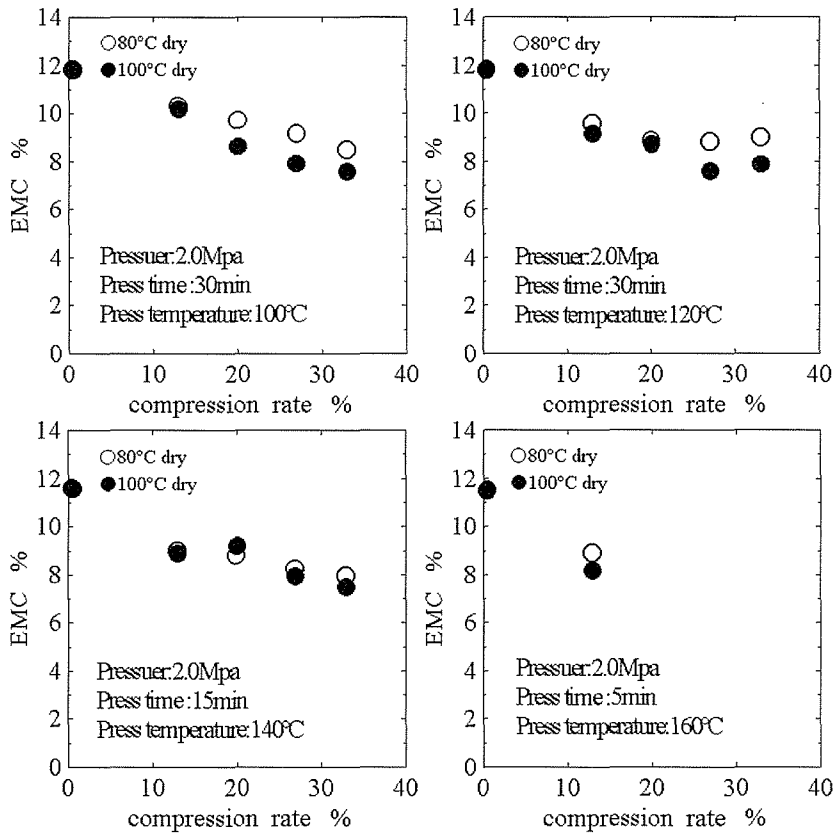 14
12
10
8
6
4
2
0
EMC %
○80°C dry
●100°C dry
Pressuer:2.0Mpa
Press time:30min
Press temperature:100°C
0 10 20 30 40
compression rate %
14
12
10
8
6
4
2
0
EMC %
○80°C dry
●100°C dry
Pressuer:2.0Mpa
Press time:30min
Press temperature:120°C
0 10 20 30 40
compression rate %
14
12
10
8
6
4
2
0
EMC %
○80°C dry
●100°C dry
Pressuer:2.0Mpa
Press time:15min
Press temperature:140°C
0 10 20 30 40
compression rate %
14
12
10
8
6
4
2
0
EMC %
○80°C dry
●100°C dry
Pressuer:2.0Mpa
Press time:5min
Press temperature:160°C
0 10 20 30 40
compression rate %